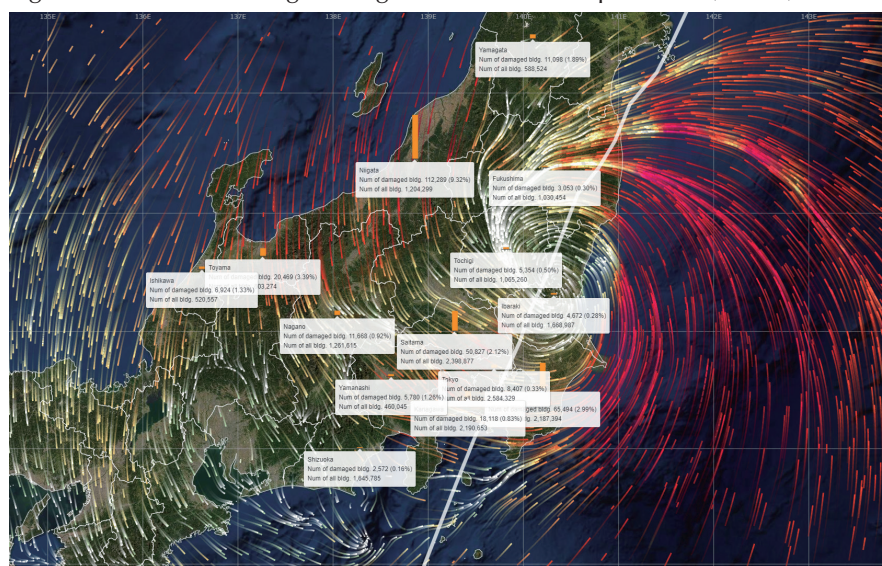 135E 136E 137E 138E 139E 140E 141E 142E 143E
Yamagata
Num of damaged bldg. 11,098 (1.89%)
Num of all bldg. 588,524
Niigata
Num of damaged bldg. 112,289 (9.32%)
Num of all bldg. 1,204,299
Fukushima
Num of damaged bldg. 3,053 (0.30%)
Num of all bldg. 1,030,454
Tochigi
Num of damaged bldg. 5,354 (0.50%)
Num of all bldg. 1,065,260
Toyama
bldg. 20,469 (3.39%)
03,274
Ishikawa
Num of damaged bldg. 6,924 (1.33%)
Num of all bldg. 520,557
Ibaraki
Num of damaged bldg. 4,672 (0.28%)
Num of all bldg. 1,668,987
Nagano
Num of damaged bldg. 11,668 (0.92%)
Num of all bldg. 1,261,615
Saitama
Num of damaged bldg. 50,827 (2.12%)
Num of all bldg. 2,398,877
Tokyo
Num of damaged bldg. 8,407 (0.33%)
Num of all bldg. 2,584,329
Yamanashi
Num of damaged bldg. 5,780 (1.26%)
Num of all bldg. 460,045
of damaged bldg. 65,494 (2.99%)
bldg. 2,187,394
Num of damaged bldg. 18,118 (0.83%)
Num of all bldg. 2,190,653
Shizuoka
Num of damaged bldg. 2,572 (0.16%)
Num of all bldg. 1,645,785